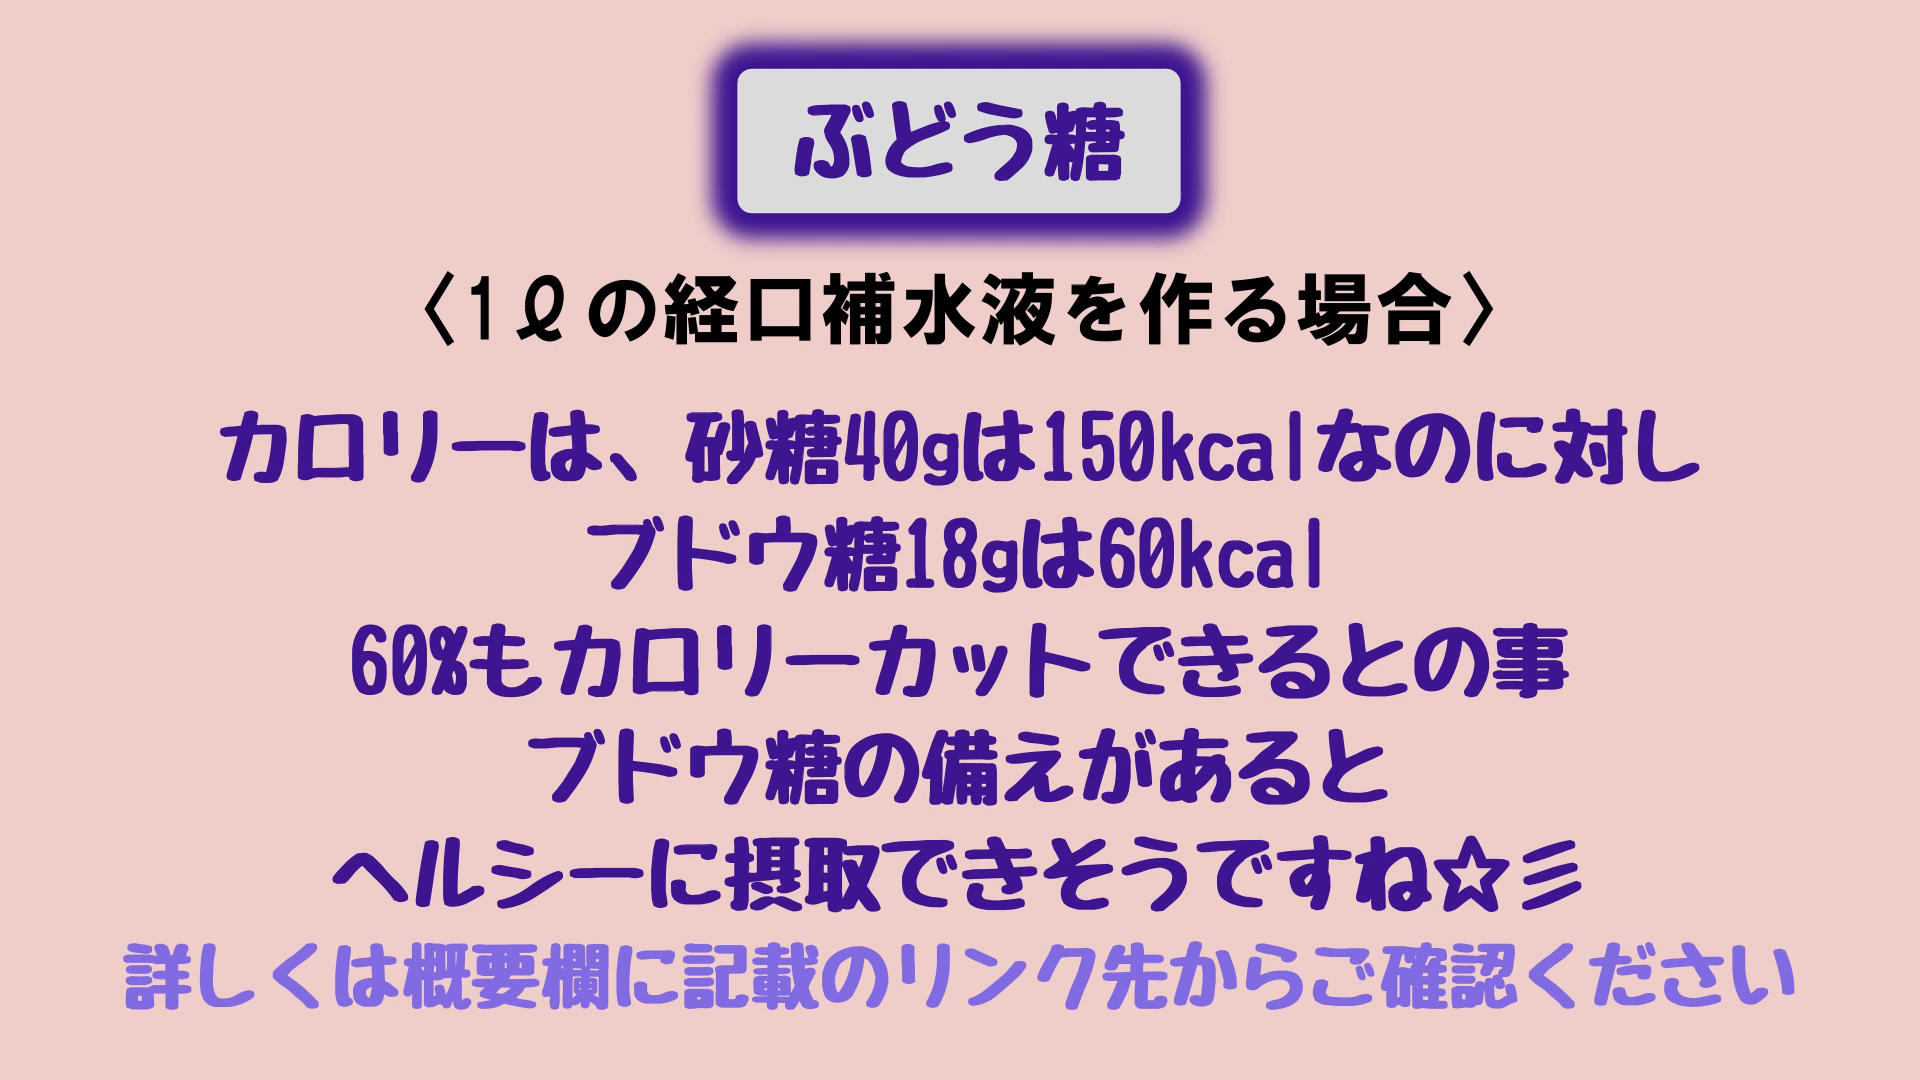 ぶどう糖
〈1ℓの経口補水液を作る場合〉
カロリーは、砂糖40gは150kcalなのに対し
ブドウ糖18gは60kcal
60%もカロリーカットできるとの事
ブドウ糖の備えがあると
ヘルシーに摂取できそうですね☆彡
詳しくは概要欄に記載のリンク先からご確認ください